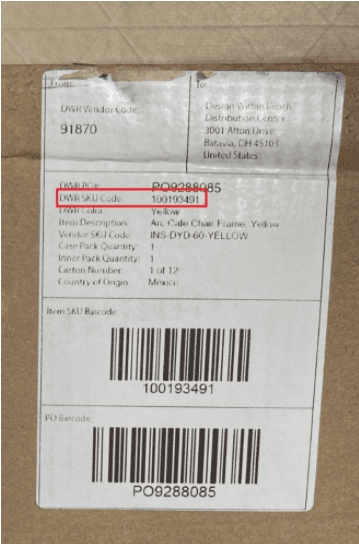 From:
To:
DWR Vendor Code:
91870
Design Within Reach
Distribution Center
3001 Afton Drive
Batavia, OH 45103
United States
DWR PO#: PO9288085
DWR SKU Code: 100193491
DWR Color: Yellow
Item Description: Arc Cafe Chair Frame, Yellow
Vendor SKU Code: INS-DYD-60-YELLOW
Case Pack Quantity: 1
Inner Pack Quantity: 1
Carton Number: 1 of 12
Country of Origin: Mexico
Item SKU Barcode:
100193491
PO Barcode:
PO9288085